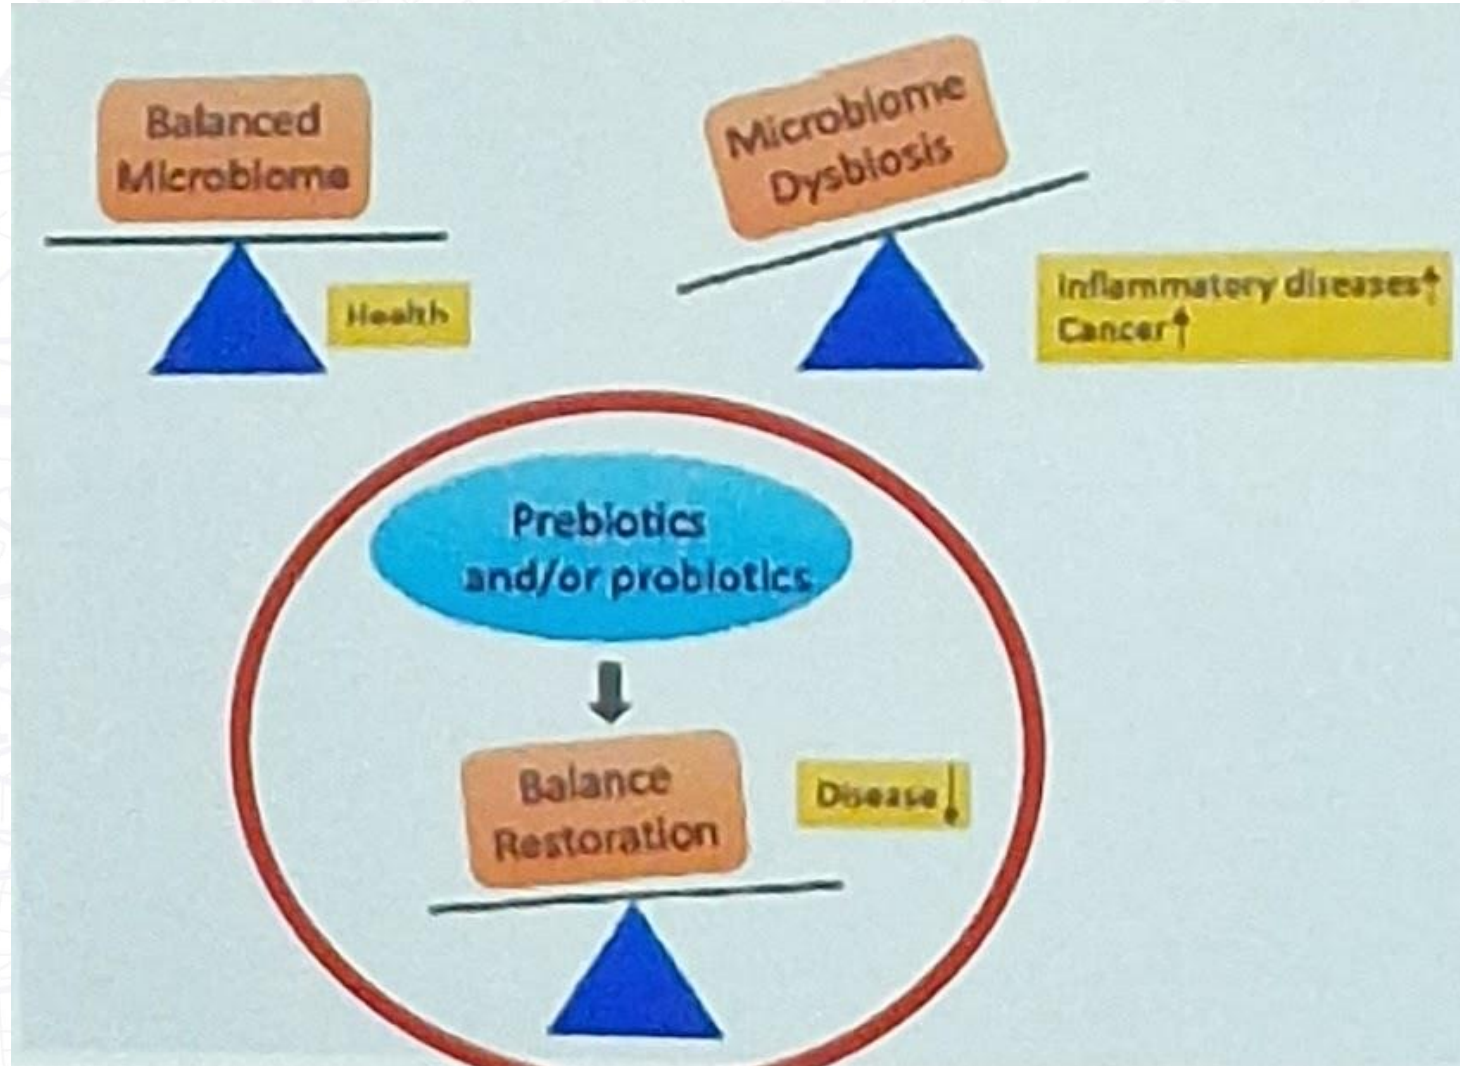 Balanced
Microbiome
Health
Microbiome
Dysbiosis
Inflammatory diseases↑
Cancer↑
Prebiotics
and/or probiotics
Balance
Restoration
Disease↓